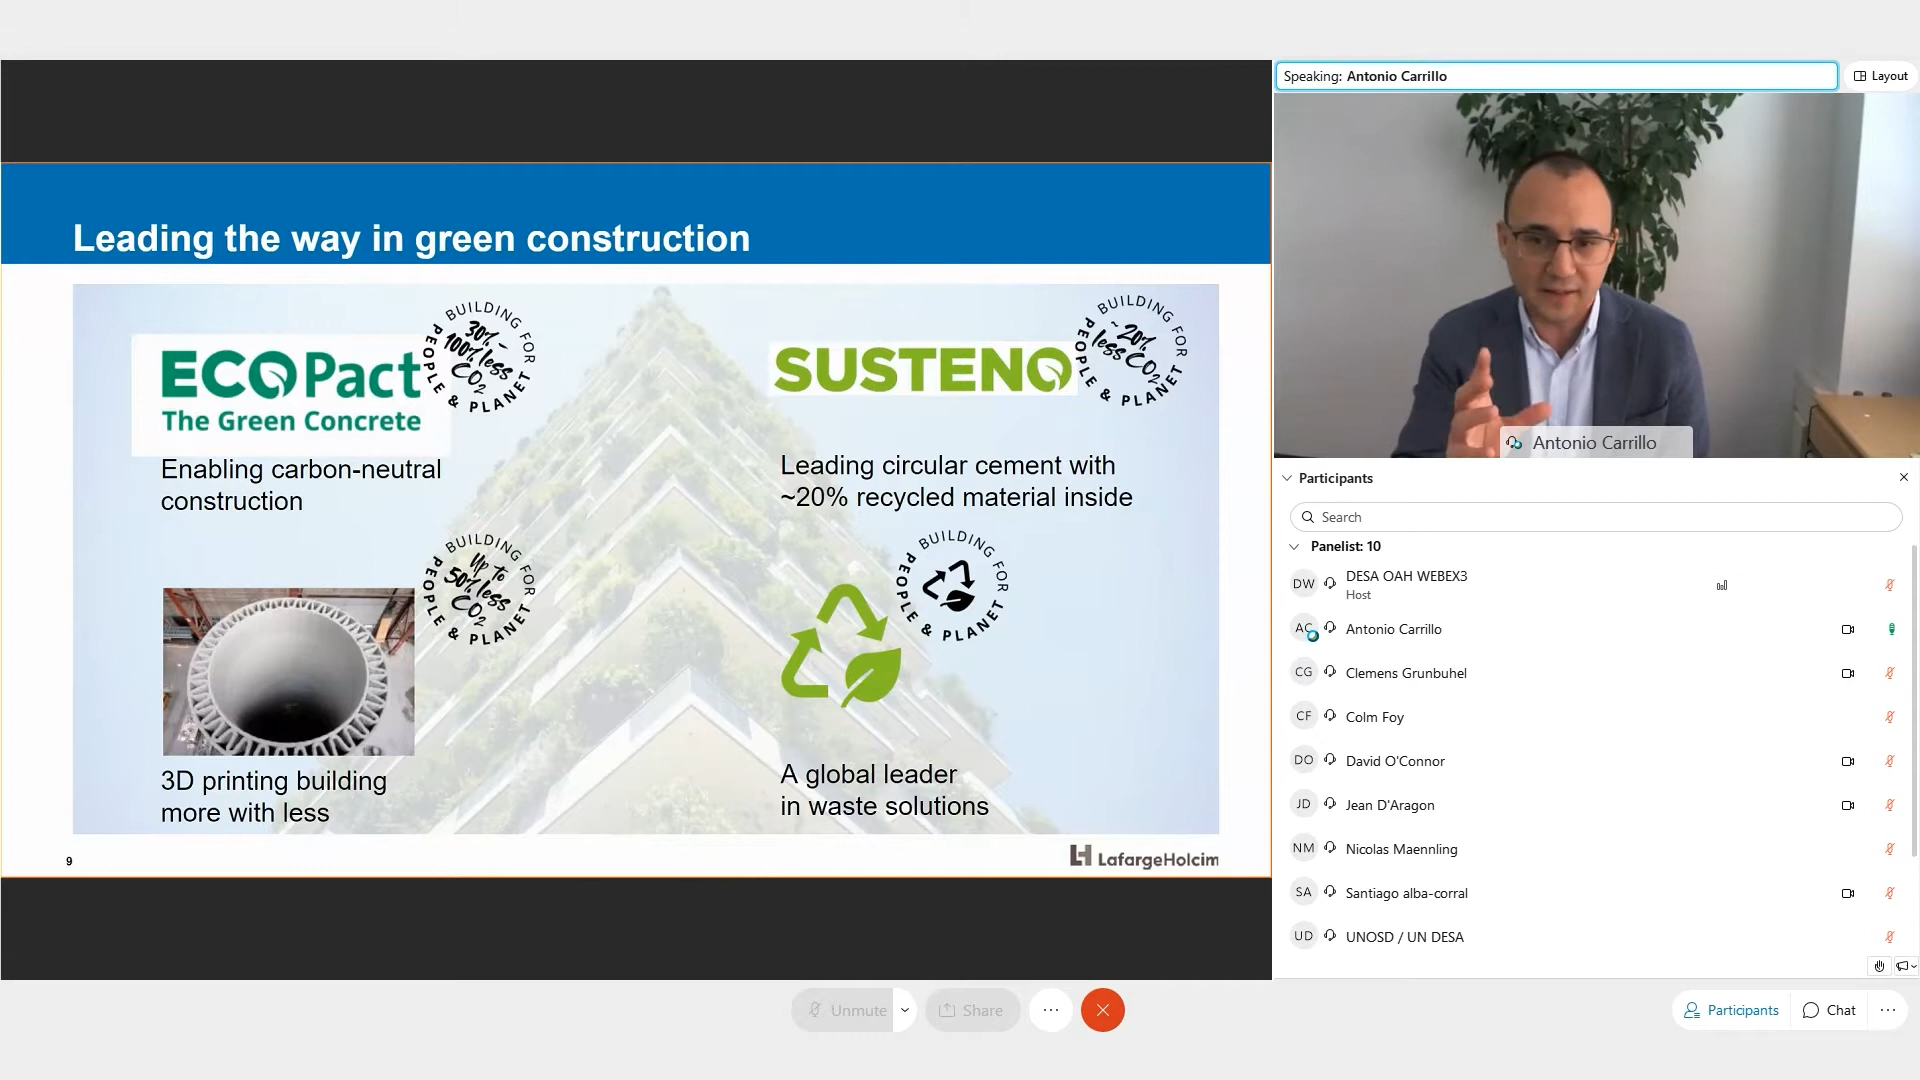 Speaking: Antonio Carrillo
Layout
Leading the way in green construction
ECOPact
The Green Concrete
BUILDING FOR PEOPLE & PLANET
30% -
100% less
CO2
Enabling carbon-neutral
construction
SUSTENO
BUILDING FOR PEOPLE & PLANET
~ 20%
less CO2
Leading circular cement with
~20% recycled material inside
BUILDING FOR PEOPLE & PLANET
Up to
50% less
CO2
3D printing building
more with less
BUILDING FOR PEOPLE & PLANET
A global leader
in waste solutions
9
LafargeHolcim
Antonio Carrillo
Participants
Search
Panelist: 10
DW DESA OAH WEBEX3
Host
AC Antonio Carrillo
CG Clemens Grunbuhel
CF Colm Foy
DO David O'Connor
JD Jean D'Aragon
NM Nicolas Maennling
SA Santiago alba-corral
UD UNOSD / UN DESA
Unmute
Share
Participants
Chat